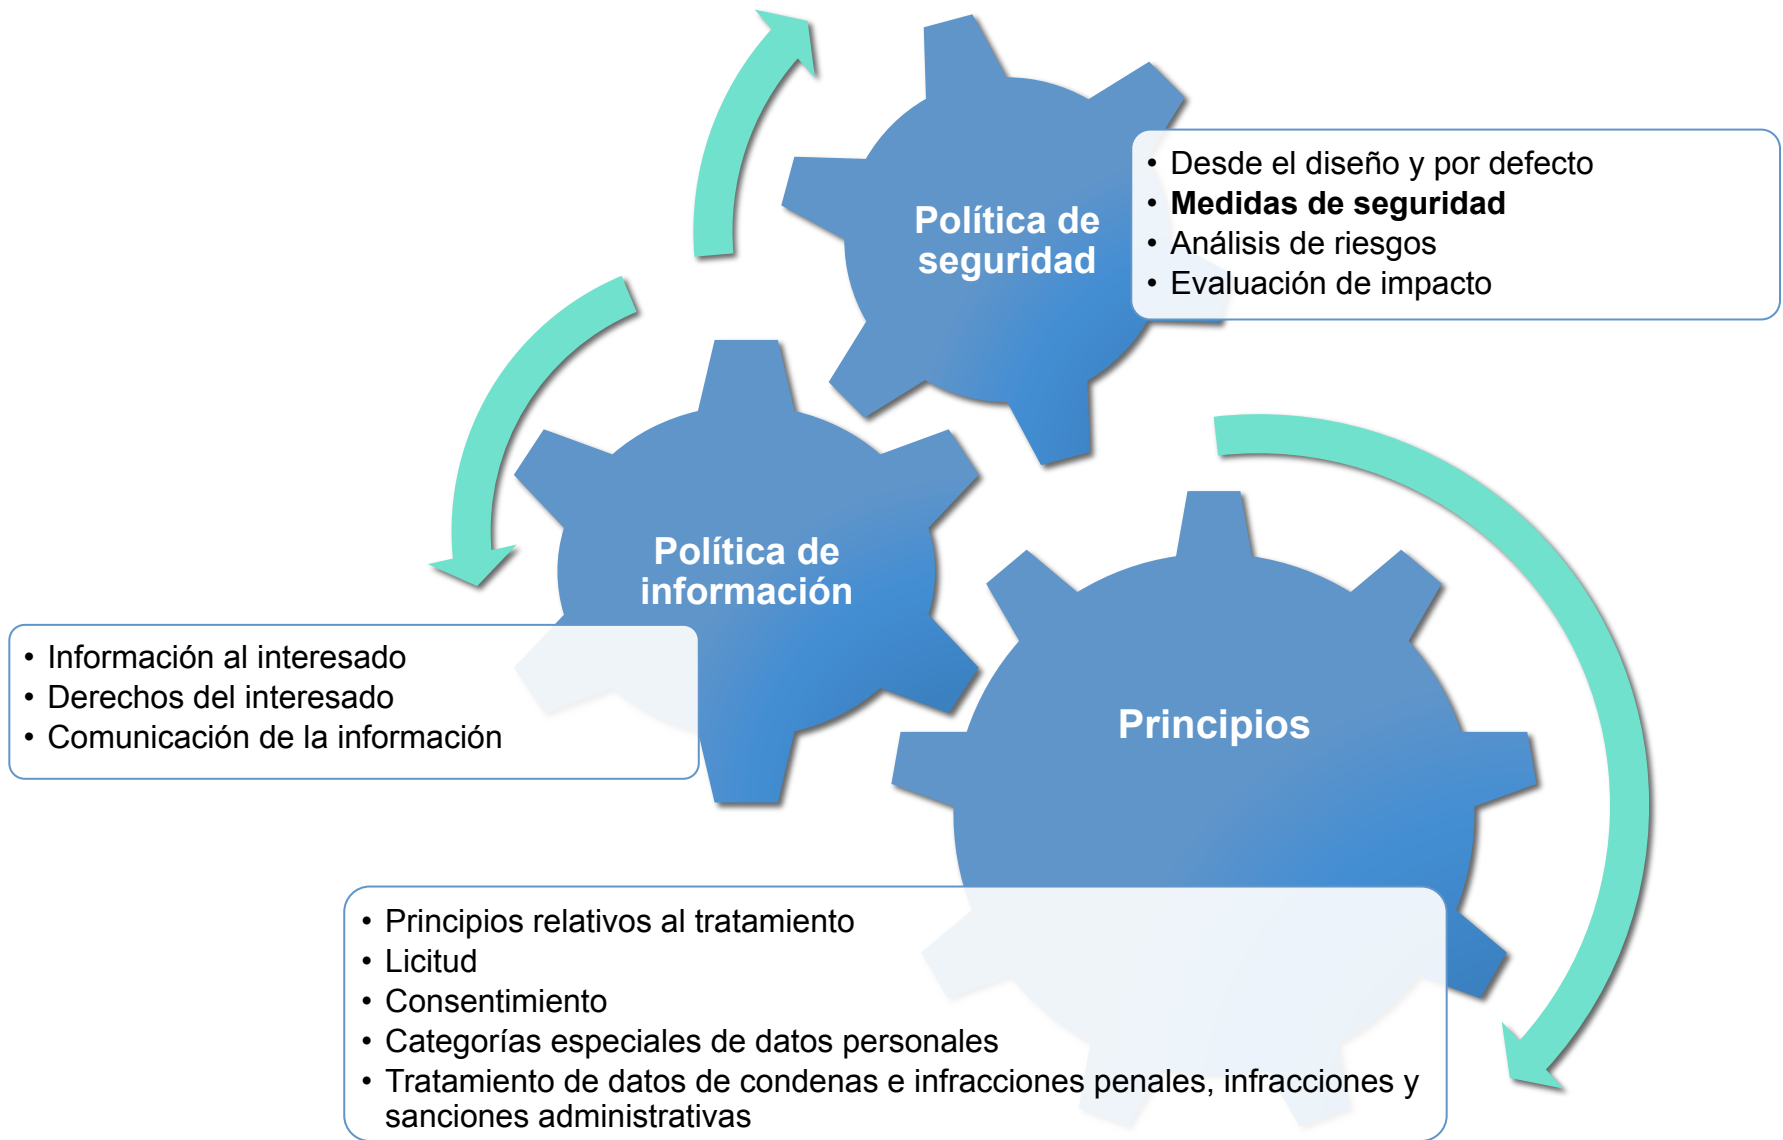 Política de
seguridad
• Desde el diseño y por defecto
• Medidas de seguridad
• Análisis de riesgos
• Evaluación de impacto
Política de
información
• Información al interesado
• Derechos del interesado
• Comunicación de la información
Principios
• Principios relativos al tratamiento
• Licitud
• Consentimiento
• Categorías especiales de datos personales
• Tratamiento de datos de condenas e infracciones penales, infracciones y
sanciones administrativas